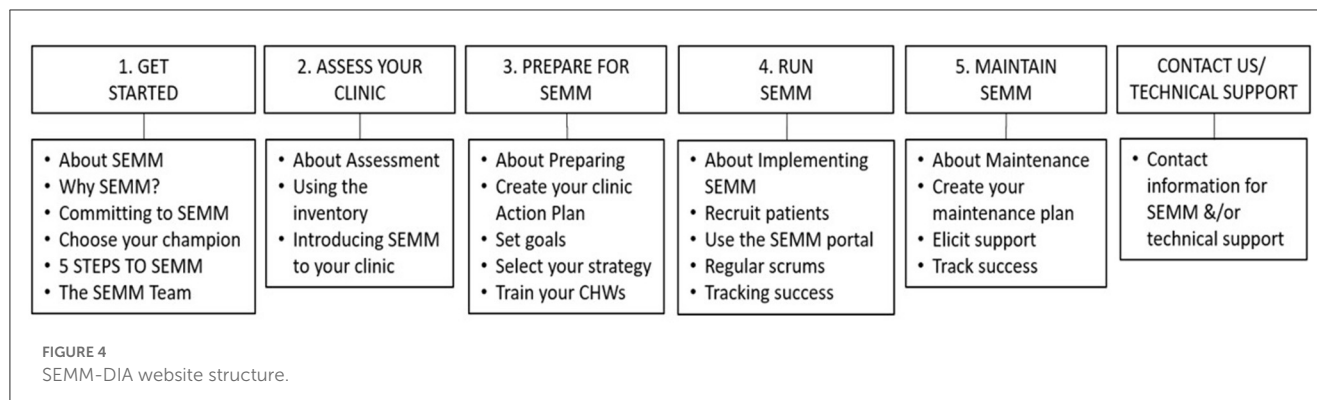 1. GET
STARTED
2. ASSESS YOUR
CLINIC
3. PREPARE FOR
SEMM
4. RUN
SEMM
5. MAINTAIN
SEMM
CONTACT US/
TECHNICAL SUPPORT
• About SEMM
• Why SEMM?
• Committing to SEMM
• Choose your champion
• 5 STEPS TO SEMM
• The SEMM Team
• About Assessment
• Using the
inventory
• Introducing SEMM
to your clinic
• About Preparing
• Create your clinic
Action Plan
• Set goals
• Select your strategy
• Train your CHWs
• About Implementing
SEMM
• Recruit patients
• Use the SEMM portal
• Regular scrums
• Tracking success
• About Maintenance
• Create your
maintenance plan
• Elicit support
• Track success
• Contact
information for
SEMM &/or
technical support
FIGURE 4
SEMM-DIA website structure.